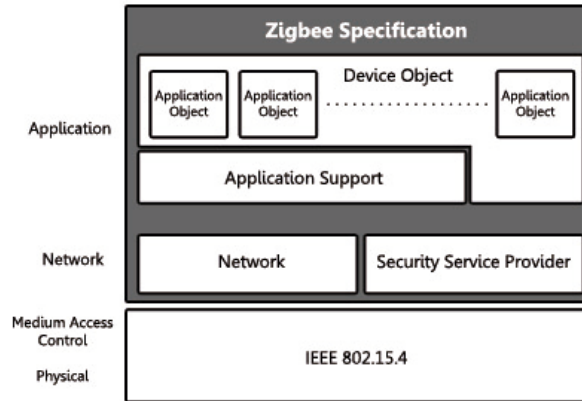 Zigbee Specification
Device Object
Application
Object
Application
Object
Application
Object
Application
Application Support
Network
Network
Security Service Provider
Medium Access
Control
Physical
IEEE 802.15.4